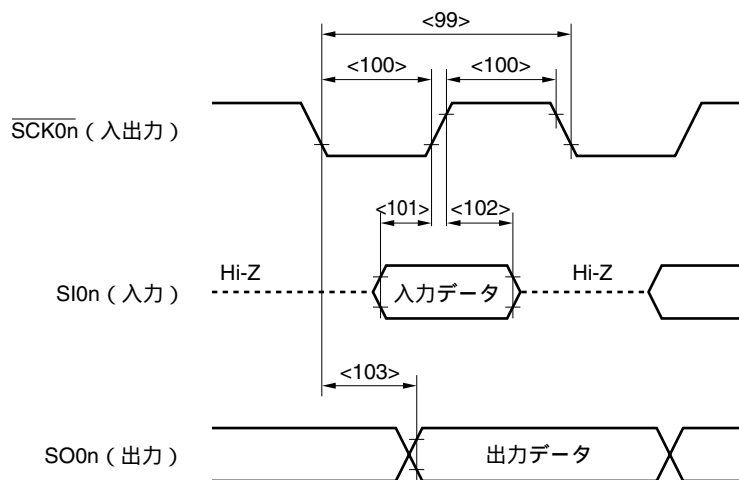 <99>
<100> <100>
SCK0n（入出力）
<101> <102>
Hi-Z Hi-Z
SI0n（入力） 入力データ
<103>
SO0n（出力） 出力データ